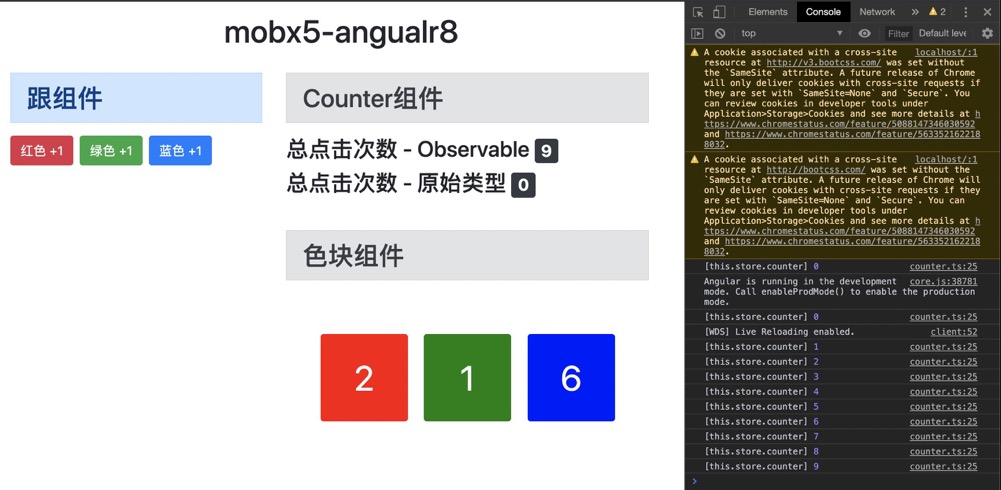 mobx5-angualr8
跟组件
红色 +1 绿色 +1 蓝色 +1
Counter组件
总点击次数 - Observable 9
总点击次数 - 原始类型 0
色块组件
2 1 6
Elements Console Network » 2
top Filter Default leve
A cookie associated with a cross-site localhost/:1
resource at http://v3.bootcss.com/ was set without
the `SameSite` attribute. A future release of Chrome
will only deliver cookies with cross-site requests if
they are set with `SameSite=None` and `Secure`. You
can review cookies in developer tools under
Application>Storage>Cookies and see more details at h
ttps://www.chromestatus.com/feature/5088147346030592
and https://www.chromestatus.com/feature/563352162218
8032.
A cookie associated with a cross-site localhost/:1
resource at http://bootcss.com/ was set without the
`SameSite` attribute. A future release of Chrome will
only deliver cookies with cross-site requests if they
are set with `SameSite=None` and `Secure`. You can
review cookies in developer tools under
Application>Storage>Cookies and see more details at h
ttps://www.chromestatus.com/feature/5088147346030592
and https://www.chromestatus.com/feature/563352162218
8032.
[this.store.counter] 0 counter.ts:25
Angular is running in the development core.js:38781
mode. Call enableProdMode() to enable the production
mode.
[this.store.counter] 0 counter.ts:25
[WDS] Live Reloading enabled. client:52
[this.store.counter] 1 counter.ts:25
[this.store.counter] 2 counter.ts:25
[this.store.counter] 3 counter.ts:25
[this.store.counter] 4 counter.ts:25
[this.store.counter] 5 counter.ts:25
[this.store.counter] 6 counter.ts:25
[this.store.counter] 7 counter.ts:25
[this.store.counter] 8 counter.ts:25
[this.store.counter] 9 counter.ts:25